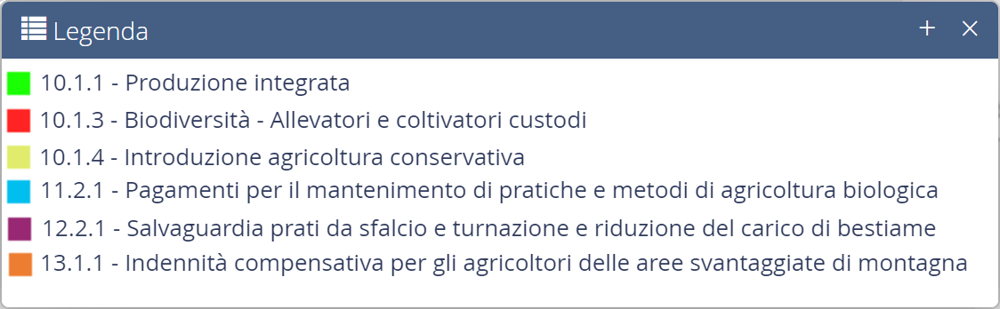 Legenda
10.1.1 - Produzione integrata
10.1.3 - Biodiversità - Allevatori e coltivatori custodi
10.1.4 - Introduzione agricoltura conservativa
11.2.1 - Pagamenti per il mantenimento di pratiche e metodi di agricoltura biologica
12.2.1 - Salvaguardia prati da sfalcio e turnazione e riduzione del carico di bestiame
13.1.1 - Indennità compensativa per gli agricoltori delle aree svantaggiate di montagna